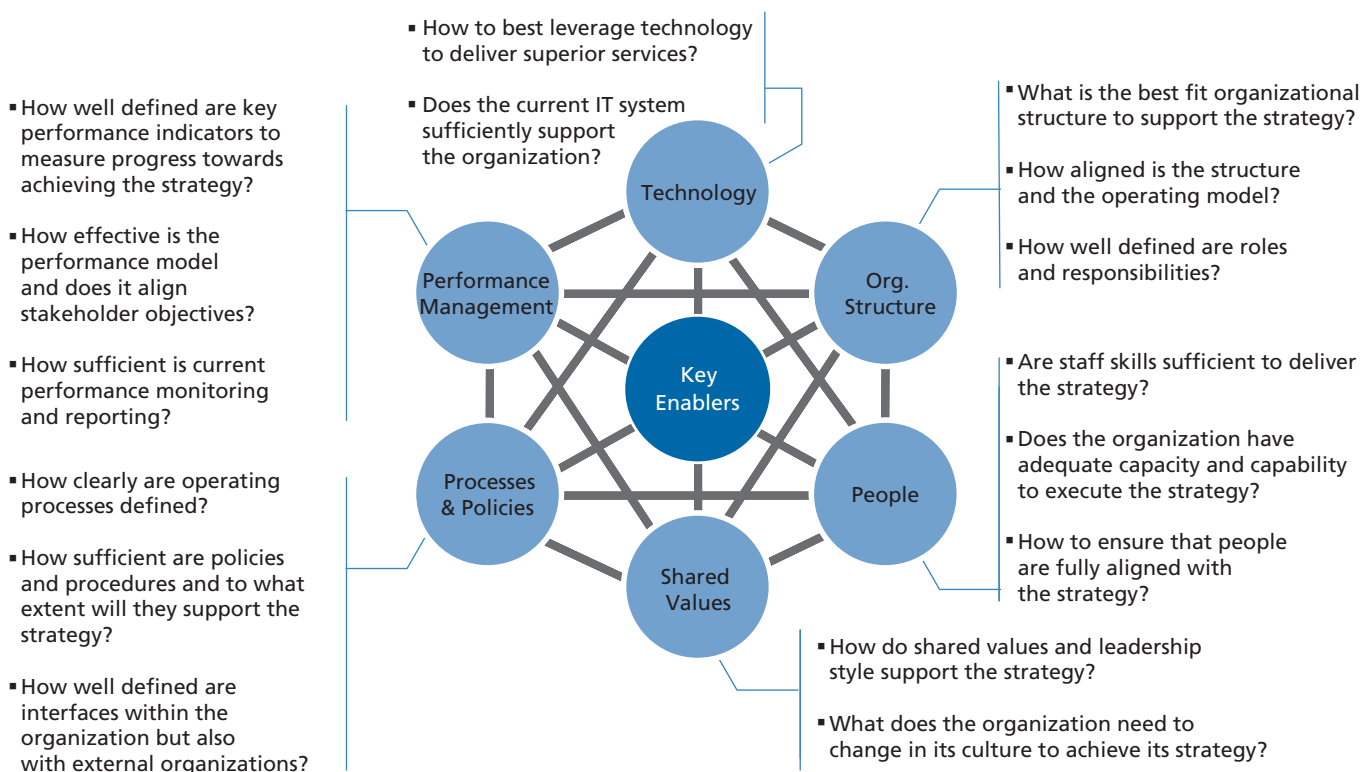 ▪ How to best leverage technology
to deliver superior services?
▪ Does the current IT system
sufficiently support
the organization?
▪ How well defined are key
performance indicators to
measure progress towards
achieving the strategy?
▪ How effective is the
performance model
and does it align
stakeholder objectives?
▪ How sufficient is current
performance monitoring
and reporting?
▪ How clearly are operating
processes defined?
▪ How sufficient are policies
and procedures and to what
extent will they support the
strategy?
▪ How well defined are
interfaces within the
organization but also
with external organizations?
Technology
Performance
Management
Org.
Structure
Key
Enablers
Processes
& Policies
People
Shared
Values
▪ What is the best fit organizational
structure to support the strategy?
▪ How aligned is the structure
and the operating model?
▪ How well defined are roles
and responsibilities?
▪ Are staff skills sufficient to deliver
the strategy?
▪ Does the organization have
adequate capacity and capability
to execute the strategy?
▪ How to ensure that people
are fully aligned with
the strategy?
▪ How do shared values and leadership
style support the strategy?
▪ What does the organization need to
change in its culture to achieve its strategy?